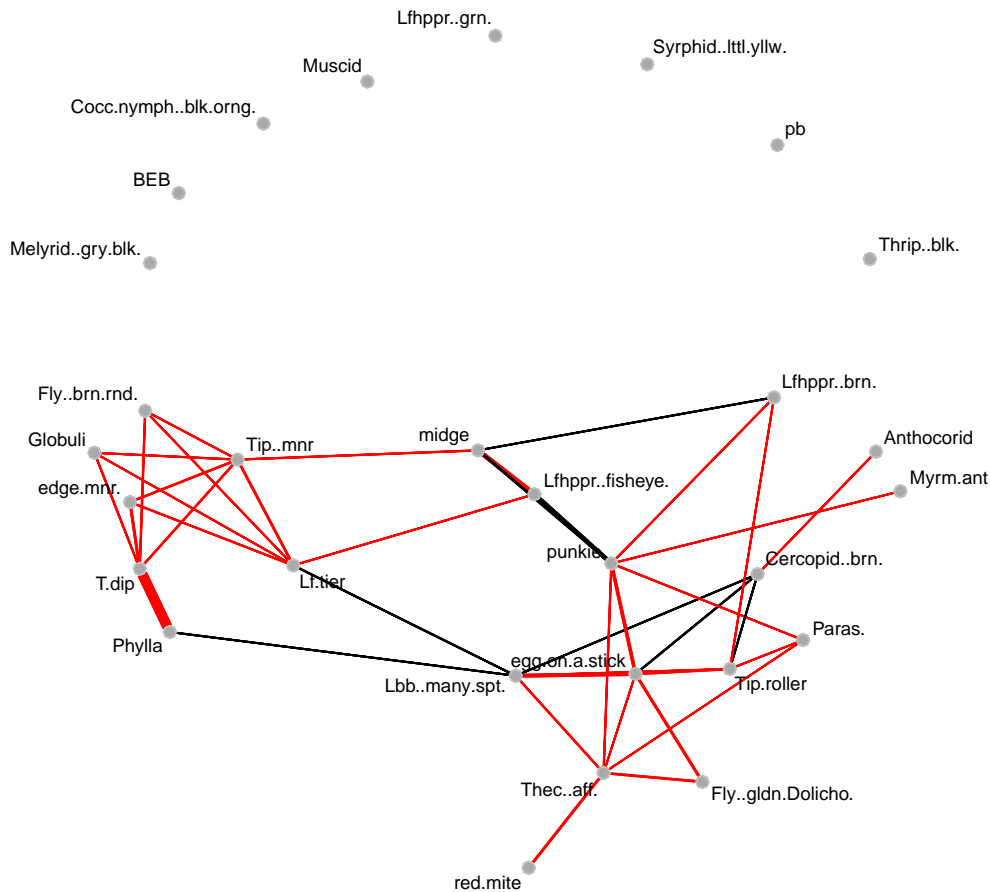 Lfhppr..grn.
Syrphid..lttl.yllw.
Muscid
Cocc.nymph..blk.orng.
pb
BEB
Melyrid..gry.blk.
Thrip..blk.
Lfhppr..brn.
Fly..brn.rnd.
Globuli
Tip..mnr
midge
Anthocorid
edge.mnr.
Lfhppr..fisheye.
Myrm.ant
punkie
Cercopid..brn.
T.dip
Lf.tier
Phylla
Paras.
egg.on.a.stick
Lbb..many.spt.
Tip.roller
Thec..aff.
Fly..gldn.Dolicho.
red.mite